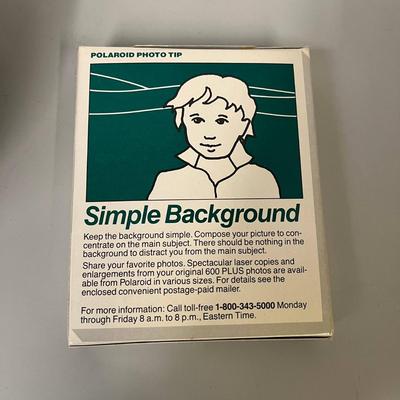 POLAROID PHOTO TIP
Simple Background
Keep the background simple. Compose your picture to con-
centrate on the main subject. There should be nothing in the
background to distract you from the main subject.
Share your favorite photos. Spectacular laser copies and
enlargements from your original 600 PLUS photos are avail-
able from Polaroid in various sizes. For details see the
enclosed convenient postage-paid mailer.
For more information: Call toll-free 1-800-343-5000 Monday
through Friday 8 a.m. to 8 p.m., Eastern Time.